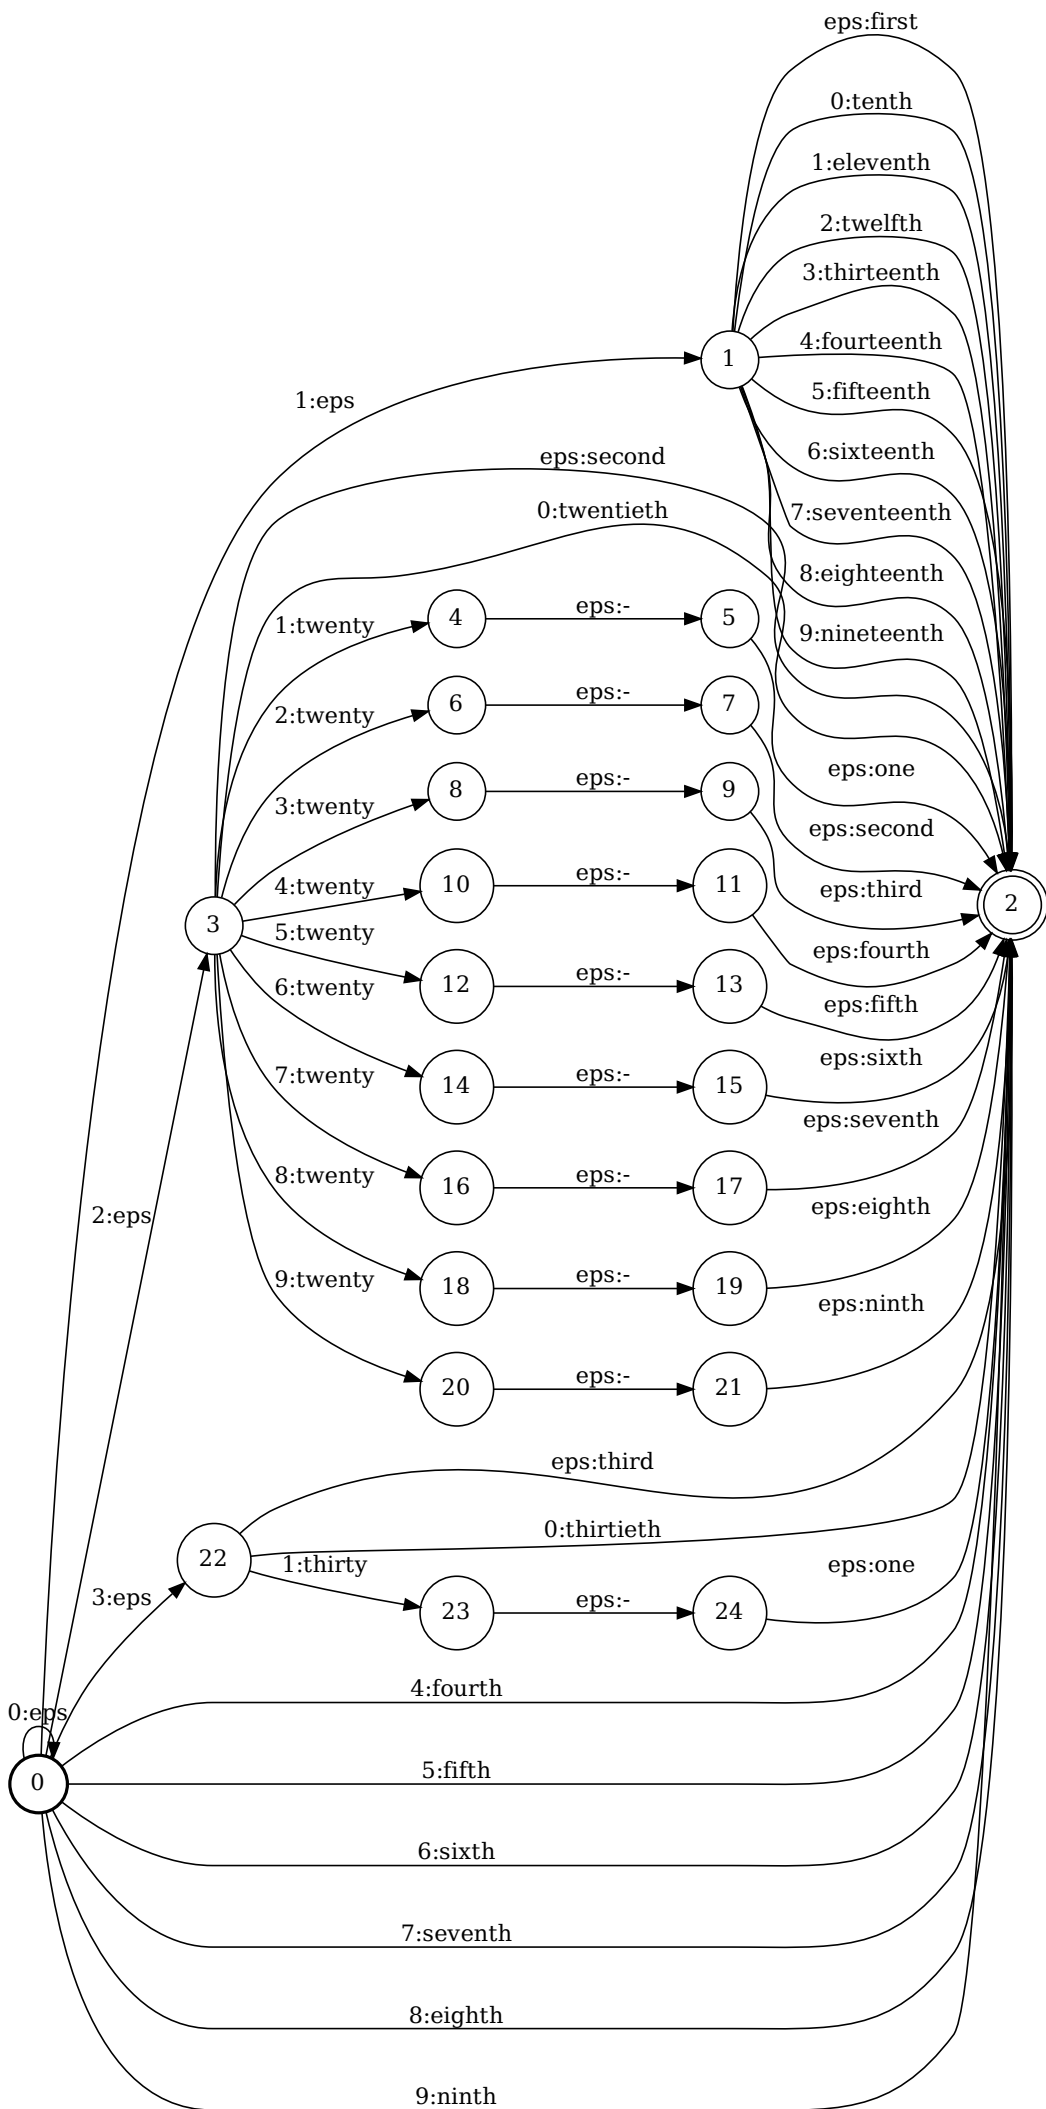 eps:first
0:tenth
1:eleventh
2:twelfth
3:thirteenth
4:fourteenth
1
5:fifteenth
1:eps
6:sixteenth
eps:second
0:twentieth
7:seventeenth
8:eighteenth
1:twenty
4
eps:-
5
9:nineteenth
2:twenty
6
eps:-
7
3:twenty
8
eps:-
9
eps:one
eps:second
4:twenty
10
eps:-
11
eps:third
2
3
5:twenty
eps:fourth
6:twenty
12
eps:-
13
eps:fifth
7:twenty
14
eps:-
15
eps:sixth
eps:seventh
8:twenty
16
eps:-
17
2:eps
eps:eighth
9:twenty
18
eps:-
19
eps:ninth
20
eps:-
21
eps:third
0:thirtieth
22
1:thirty
eps:one
3:eps
23
eps:-
24
4:fourth
0:eps
0
5:fifth
6:sixth
7:seventh
8:eighth
9:ninth